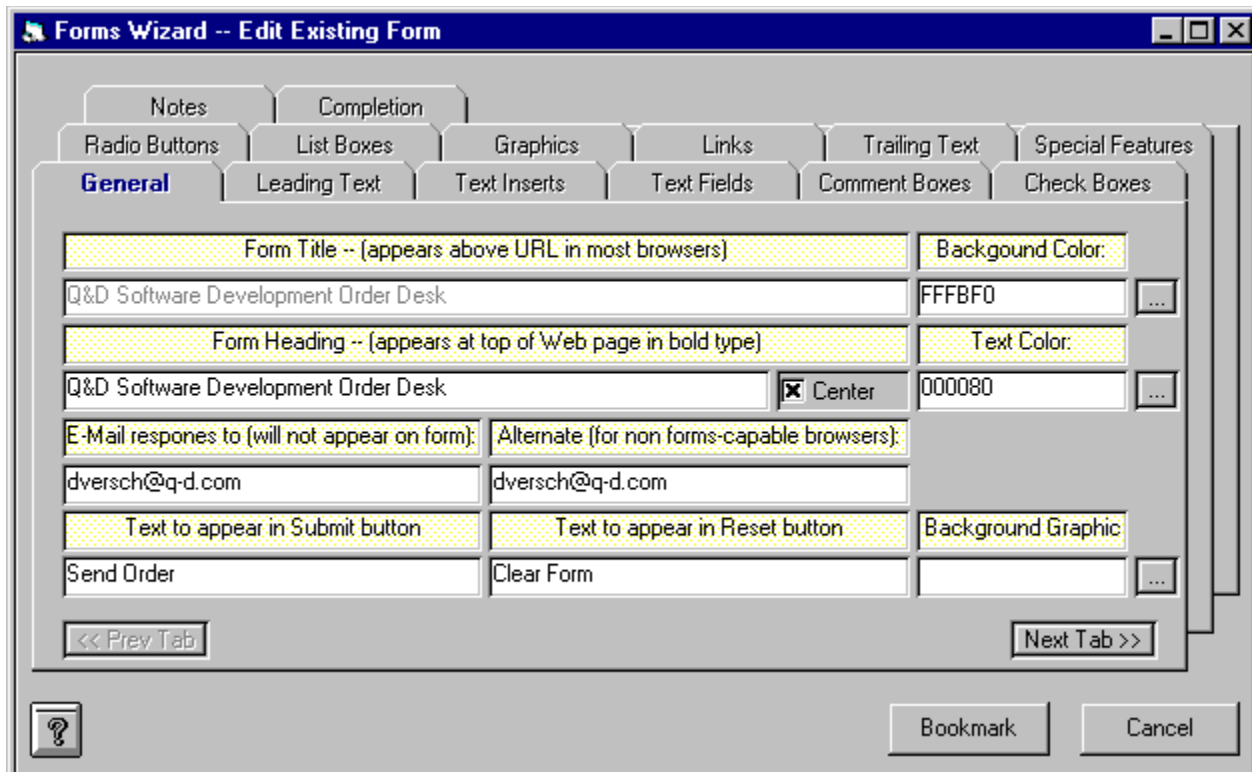 Forms Wizard -- Edit Existing Form
Notes Completion
Radio Buttons List Boxes Graphics Links Trailing Text Special Features
General Leading Text Text Inserts Text Fields Comment Boxes Check Boxes
Form Title -- (appears above URL in most browsers) Backgound Color:
Q&D Software Development Order Desk FFFBF0 ...
Form Heading -- (appears at top of Web page in bold type) Text Color:
Q&D Software Development Order Desk Center 000080 ...
E-Mail respones to (will not appear on form): Alternate (for non forms-capable browsers):
dversch@q-d.com dversch@q-d.com
Text to appear in Submit button Text to appear in Reset button Background Graphic
Send Order Clear Form ...
<< Prev Tab Next Tab >>
? Bookmark Cancel